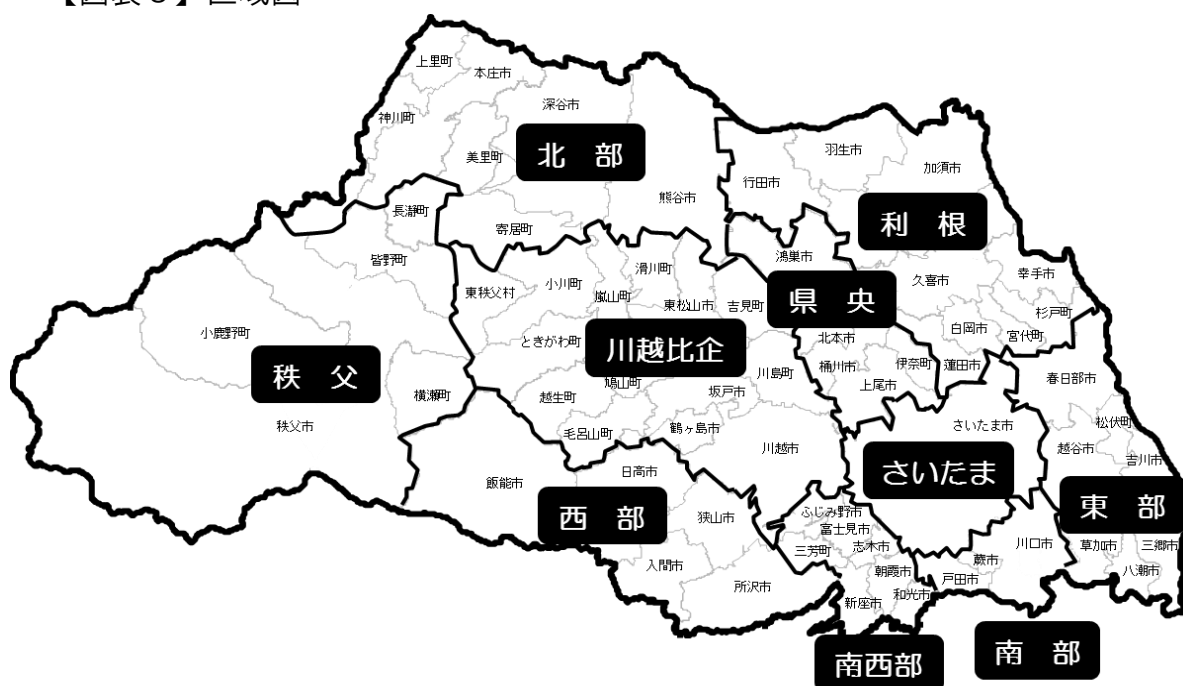 上里町
本庄市
深谷市
神川町
北　部
美里町
羽生市
加須市
行田市
熊谷市
長瀞町
利　根
寄居町
鴻巣市
皆野町
滑川町
幸手市
久喜市
小川町
東秩父村
嵐山町
東松山市
吉見町
県　央
杉戸町
小鹿野町
白岡市
宮代町
北本市
ときがわ町
川越比企
伊奈町
蓮田市
桶川市
秩　父
川島町
春日部市
鳩山町
上尾市
坂戸市
横瀬町
越生町
松伏町
秩父市
さいたま市
鶴ヶ島市
毛呂山町
川越市
越谷市
吉川市
日高市
さいたま
飯能市
西　部
狭山市
東　部
ふじみ野市
富士見市
川口市
三芳町
志木市
草加市
三郷市
蕨市
入間市
朝霞市
八潮市
戸田市
所沢市
和光市
新座市
南　部
南西部